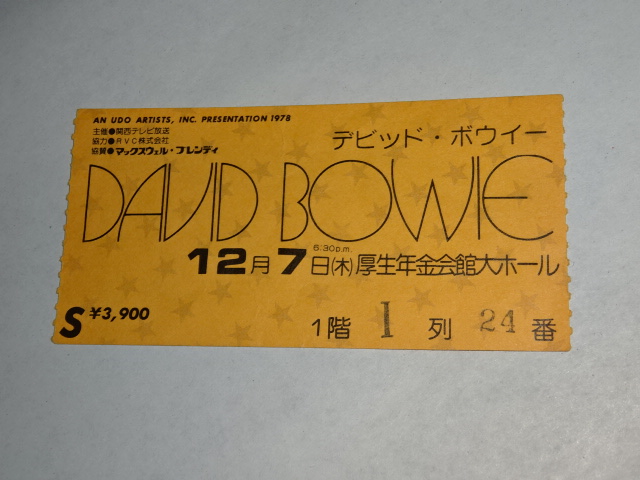 AN UDO ARTISTS, INC. PRESENTATION 1978
主催●関西テレビ放送
協力●RVC株式会社
協賛●マックスウェル・ブレンディ
デビッド・ボウイー
DAVID BOWIE
6:30p.m.
12月7日(木)厚生年金会館大ホール
S ¥3,900
1階 1 列 24 番